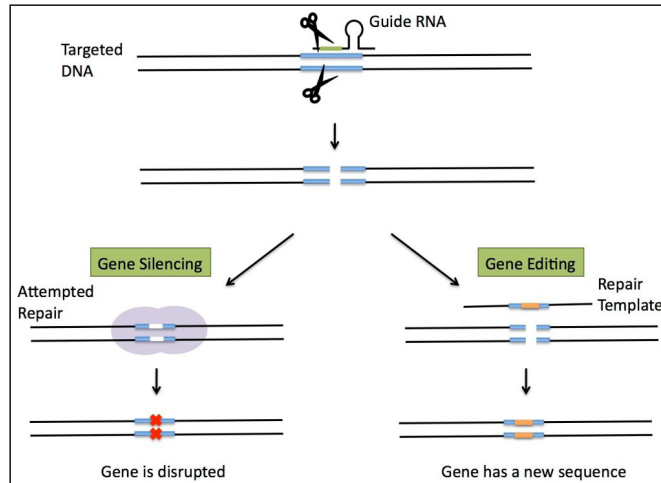 Guide RNA
Targeted
DNA
Gene Silencing
Gene Editing
Attempted
Repair
Repair
Template
Gene is disrupted
Gene has a new sequence